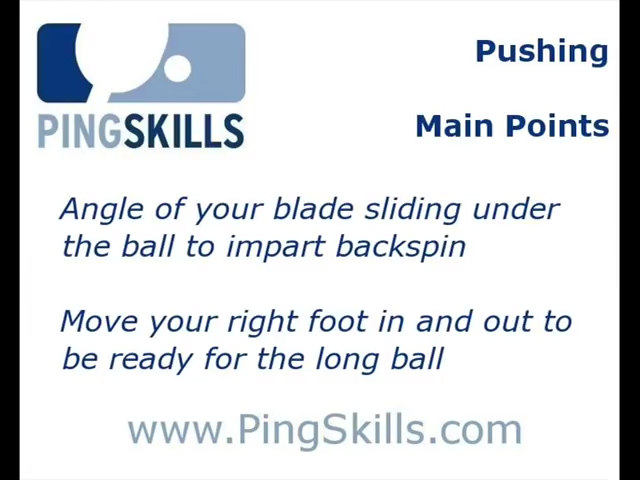 PINGSKILLS
Pushing
Main Points
Angle of your blade sliding under
the ball to impart backspin
Move your right foot in and out to
be ready for the long ball
www.PingSkills.com